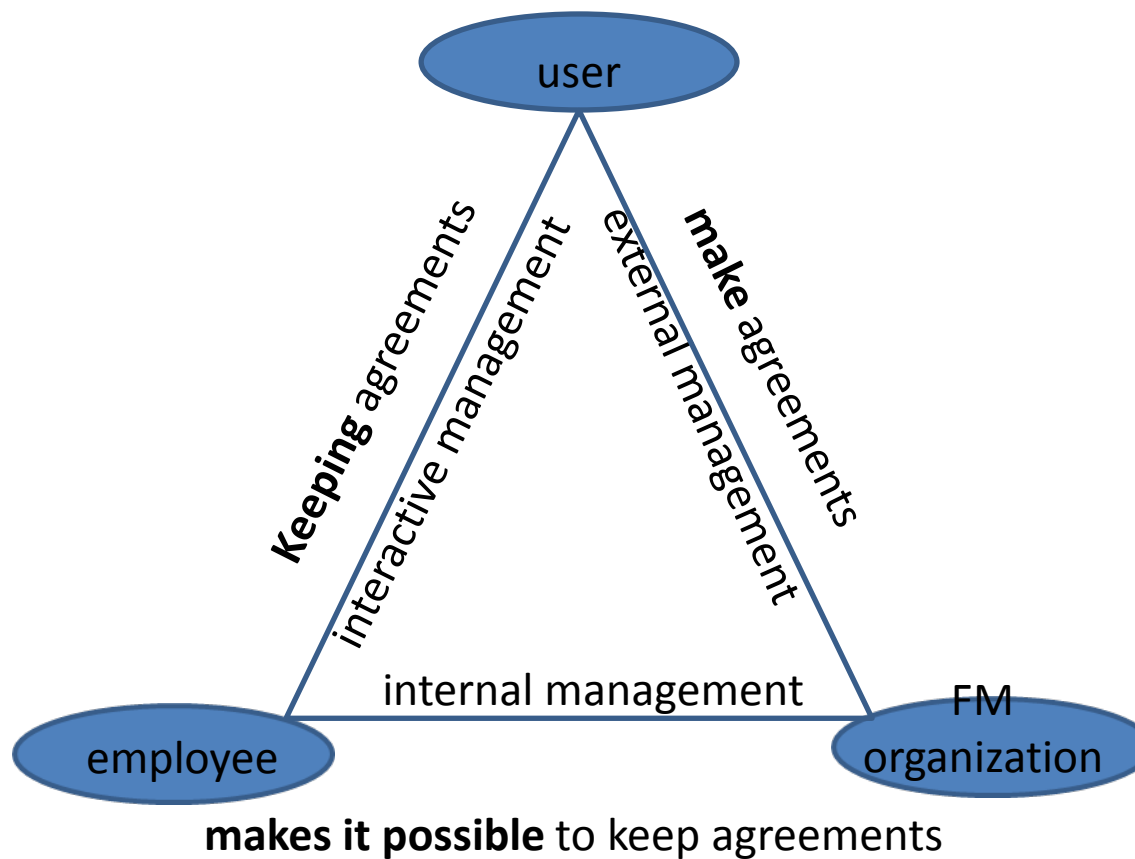 user
Keeping agreements
interactive management
external management
make agreements
internal management
employee
FM
organization
makes it possible to keep agreements